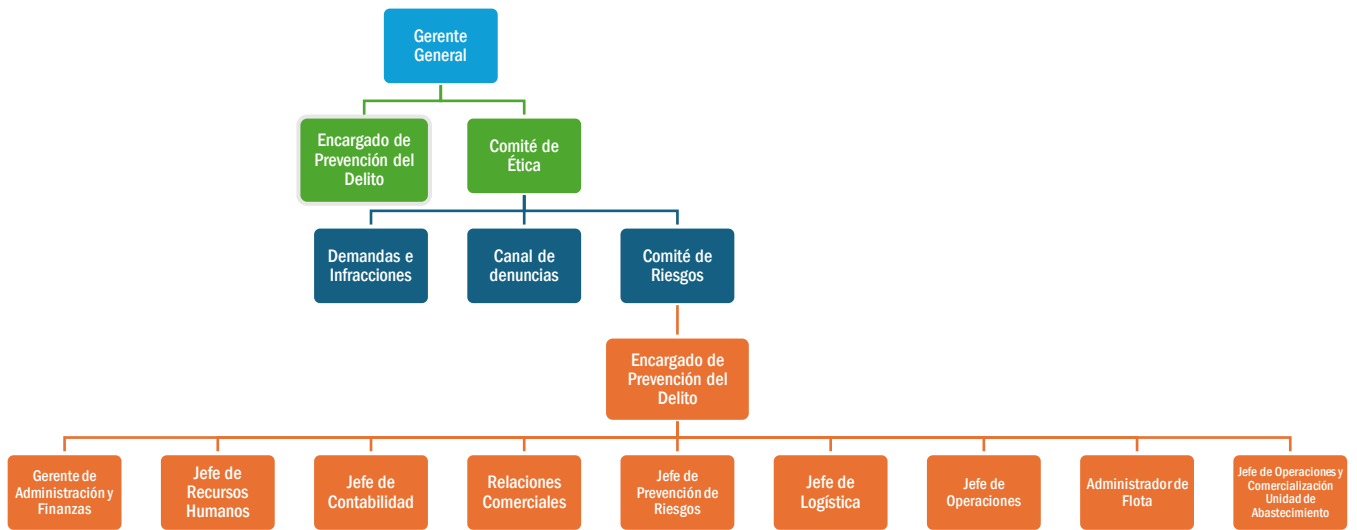 Gerente
General
Encargado de
Prevención del
Delito
Comité de
Ética
Demandas e
Infracciones
Canal de
denuncias
Comité de
Riesgos
Encargado de
Prevención del
Delito
Gerente de
Administración y
Finanzas
Jefe de
Recursos
Humanos
Jefe de
Contabilidad
Relaciones
Comerciales
Jefe de
Prevención de
Riesgos
Jefe de
Logística
Jefe de
Operaciones
Administrador de
Flota
Jefe de Operaciones y
Comercialización
Unidad de
Abastecimiento